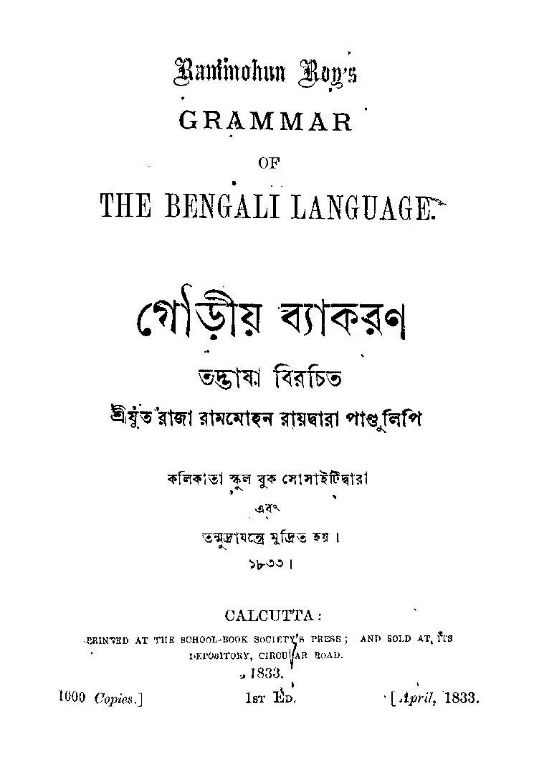 Rammohun Roy's
GRAMMAR
OF
THE BENGALI LANGUAGE.
গৌড়ীয় ব্যাকরণ
তদ্ভাষা বিরচিত
শ্রীযুত রাজা রামমোহন রায়দ্বারা পাণ্ডুলিপি
কলিকাতা স্কুল বুক সোসাইটিদ্বারা
এবং
তন্মুদ্রাযন্ত্রে মুদ্রিত হয়।
১৮৩৩।
CALCUTTA:
PRINTED AT THE SCHOOL-BOOK SOCIETY'S PRESS; AND SOLD AT, ITS
DEPOSITORY, CIRCULAR ROAD.
1833.
1000 Copies.] 1ST ED. [April, 1833.